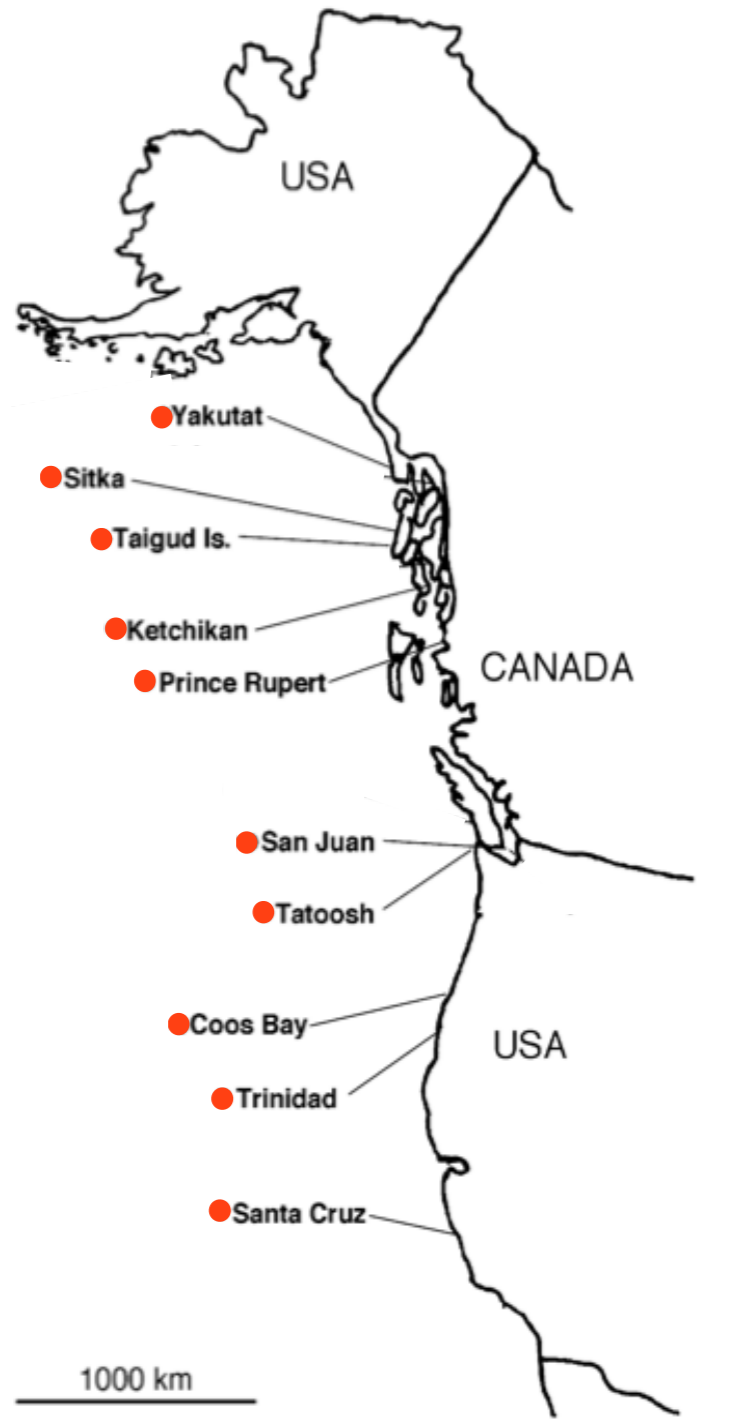 USA
Yakutat
Sitka
Taigud Is.
Ketchikan
CANADA
Prince Rupert
San Juan
Tatoosh
Coos Bay
USA
Trinidad
Santa Cruz
1000 km